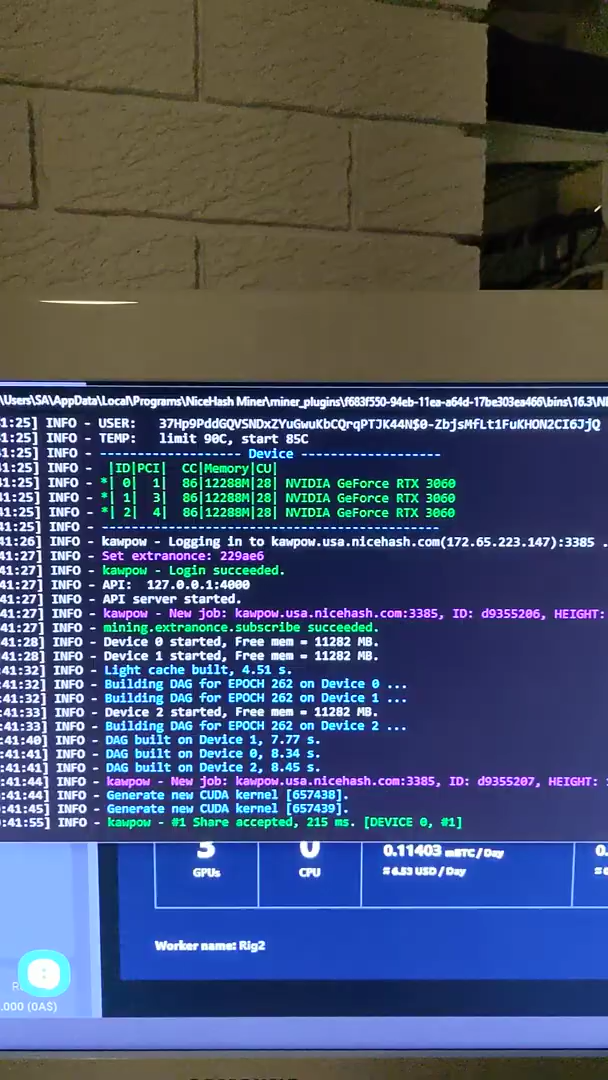 \Users\SA\AppData\Local\Programs\NiceHash Miner\miner_plugins\f683f550-94eb-11ea-a64d-17be303ea466\bins\16.3\N
1:25] INFO - USER: 37Hp9PddGQVSNDxZYuGwuKbCQrqPTJK44N$0-ZbjsMfLt1FuKHON2CI6JjQ
41:25] INFO - TEMP: limit 90C, start 85C
41:25] INFO - ------------------- Device -------------------
41:25] INFO - |ID|PCI| CC|Memory|CU|
41:25] INFO - *| 0| 1| 86|12288M|28| NVIDIA GeForce RTX 3060
41:25] INFO - *| 1| 3| 86|12288M|28| NVIDIA GeForce RTX 3060
41:25] INFO - *| 2| 4| 86|12288M|28| NVIDIA GeForce RTX 3060
41:25] INFO - ----------------------------------------------
41:26] INFO - kawpow - Logging in to kawpow.usa.nicehash.com(172.65.223.147):3385 .
41:27] INFO - Set extranonce: 229ae6
41:27] INFO - kawpow - Login succeeded.
41:27] INFO - API: 127.0.0.1:4000
41:27] INFO - API server started.
41:27] INFO - kawpow - New job: kawpow.usa.nicehash.com:3385, ID: d9355206, HEIGHT:
41:27] INFO - mining.extranonce.subscribe succeeded.
41:28] INFO - Device 0 started, Free mem = 11282 MB.
41:28] INFO - Device 1 started, Free mem = 11282 MB.
41:32] INFO - Light cache built, 4.51 s.
41:32] INFO - Building DAG for EPOCH 262 on Device 0 ...
41:32] INFO - Building DAG for EPOCH 262 on Device 1 ...
41:33] INFO - Device 2 started, Free mem = 11282 MB.
41:33] INFO - Building DAG for EPOCH 262 on Device 2 ...
41:40] INFO - DAG built on Device 1, 7.77 s.
41:41] INFO - DAG built on Device 0, 8.34 s.
41:41] INFO - DAG built on Device 2, 8.45 s.
41:44] INFO - kawpow - New job: kawpow.usa.nicehash.com:3385, ID: d9355207, HEIGHT:
41:44] INFO - Generate new CUDA kernel [657438].
41:45] INFO - Generate new CUDA kernel [657439].
:41:55] INFO - kawpow - #1 Share accepted, 215 ms. [DEVICE 0, #1]
3 0 0.11403 mBTC/Day 0.
GPUs CPU ≈ 6.53 USD / Day
Worker name: Rig2
.000 (0A$)